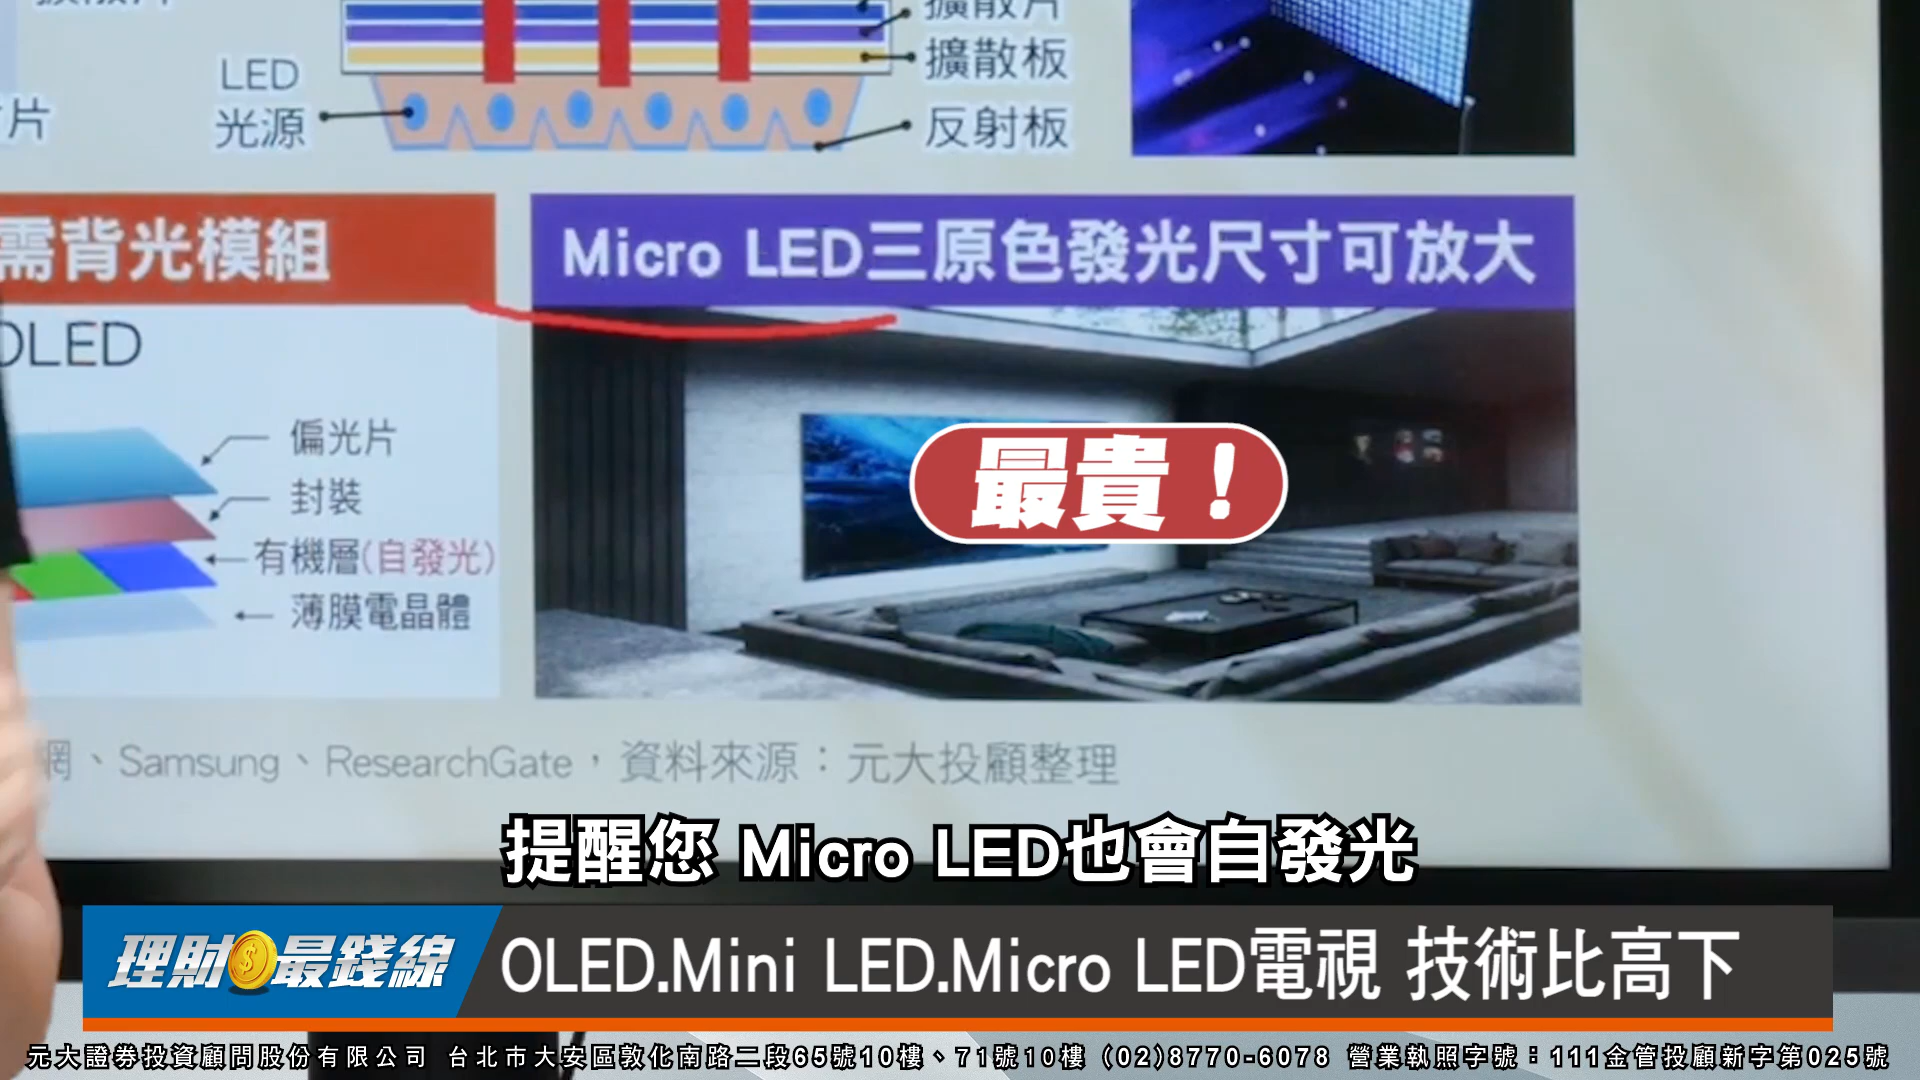 擴散片
LED
光源
擴散板
反射板
片
需背光模組
Micro LED三原色發光尺寸可放大
OLED
偏光片
封裝
有機層(自發光)
薄膜電晶體
最貴！
網、Samsung、ResearchGate，資料來源：元大投顧整理
提醒您 Micro LED也會自發光
理財最錢線
OLED.Mini LED.Micro LED電視 技術比高下
元大證券投資顧問股份有限公司 台北市大安區敦化南路二段65號10樓、71號10樓 (02)8770-6078 營業執照字號：111金管投顧新字第025號